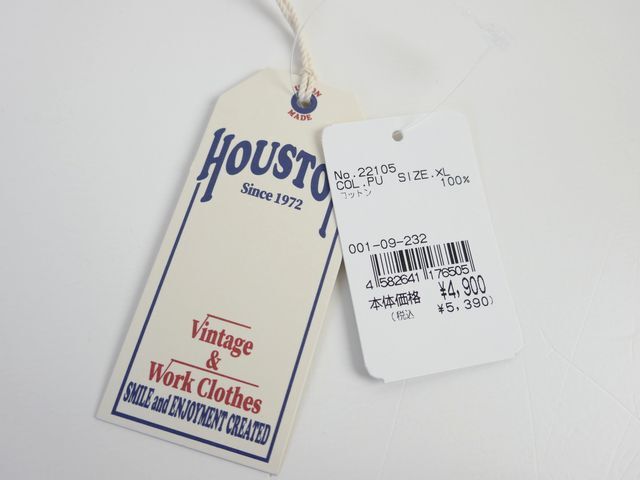 MADE
HOUSTO
Since 1972
Vintage
&
Work Clothes
SMILE and ENJOYMENT CREATED
No.22105
COL.PU SIZE.XL
コットン 100%
001-09-232
4 582641 176505
本体価格 ¥4,900
(税込 ¥5,390)